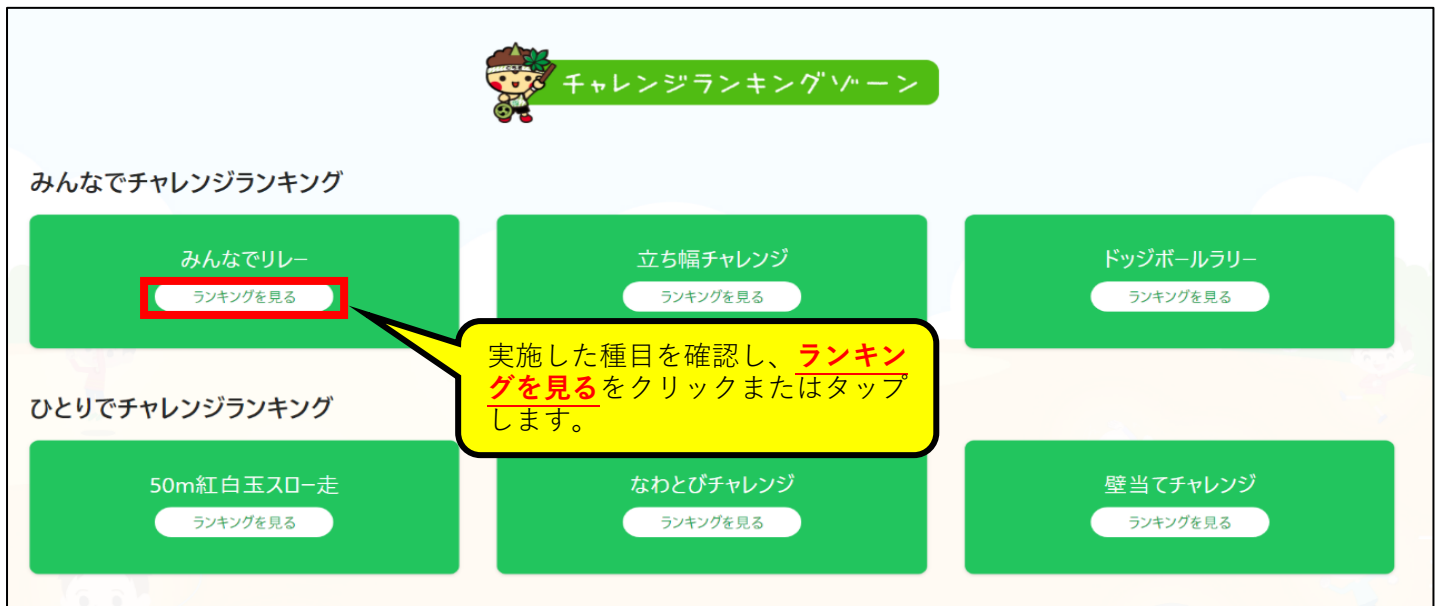 チャレンジランキングゾーン
みんなでチャレンジランキング
みんなでリレー
ランキングを見る
立ち幅チャレンジ
ランキングを見る
ドッジボールラリー
ランキングを見る
実施した種目を確認し、ランキン
グを見るをクリックまたはタップ
します。
ひとりでチャレンジランキング
50m紅白玉スロー走
ランキングを見る
なわとびチャレンジ
ランキングを見る
壁当てチャレンジ
ランキングを見る